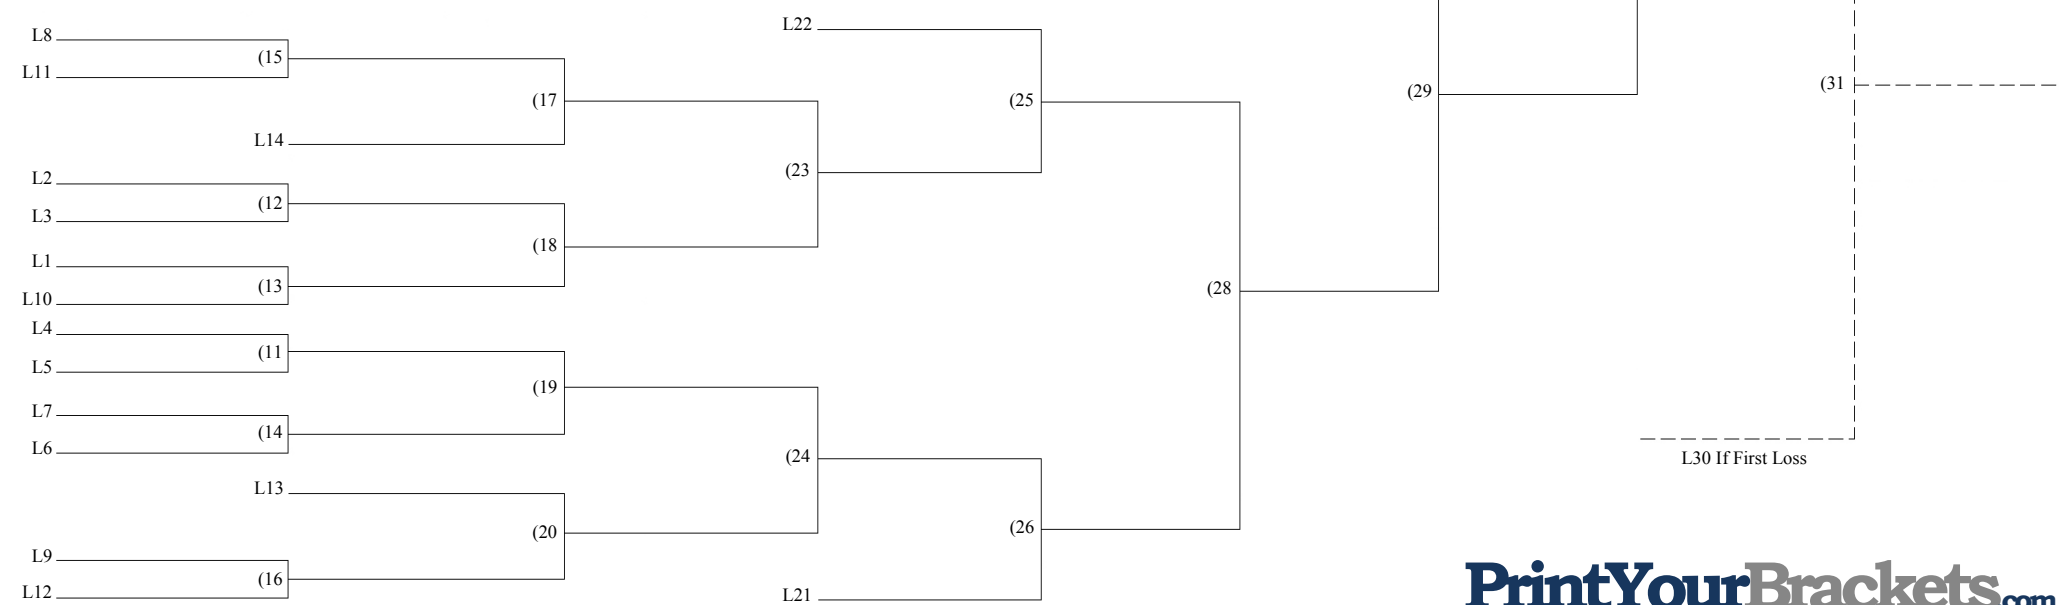 L22
L8
(15
L11
(17
(25
(29
(31
L14
(23
L2
(12
L3
(18
L1
(13
L10
(28
L4
(11
L5
(19
L7
(14
L6
(24
L30 If First Loss
L13
(20
(26
L9
(16
L12
L21
PrintYourBrackets.com